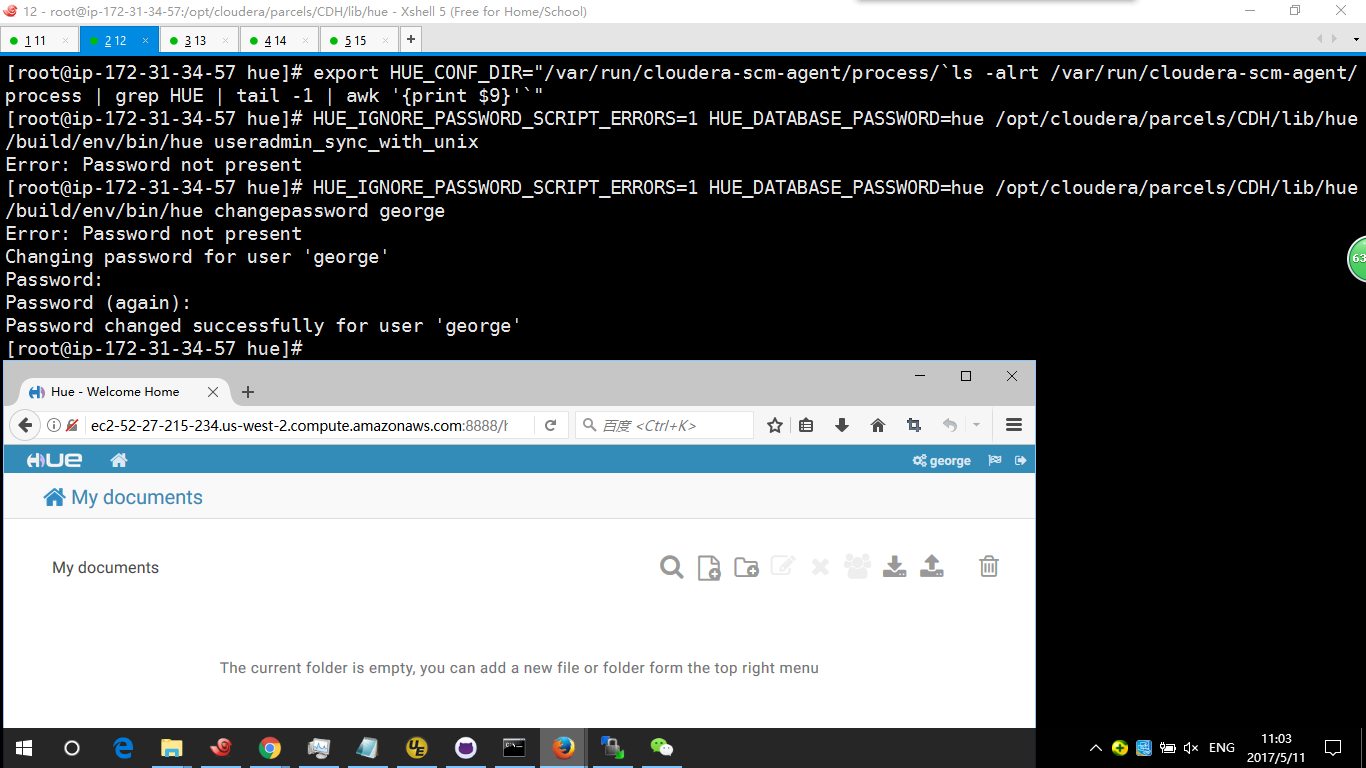 12 - root@ip-172-31-34-57:/opt/cloudera/parcels/CDH/lib/hue - Xshell 5 (Free for Home/School)
1 11
2 12
3 13
4 14
5 15
[root@ip-172-31-34-57 hue]# export HUE_CONF_DIR="/var/run/cloudera-scm-agent/process/`ls -alrt /var/run/cloudera-scm-agent/
process | grep HUE | tail -1 | awk '{print $9}'`"
[root@ip-172-31-34-57 hue]# HUE_IGNORE_PASSWORD_SCRIPT_ERRORS=1 HUE_DATABASE_PASSWORD=hue /opt/cloudera/parcels/CDH/lib/hue
/build/env/bin/hue useradmin_sync_with_unix
Error: Password not present
[root@ip-172-31-34-57 hue]# HUE_IGNORE_PASSWORD_SCRIPT_ERRORS=1 HUE_DATABASE_PASSWORD=hue /opt/cloudera/parcels/CDH/lib/hue
/build/env/bin/hue changepassword george
Error: Password not present
Changing password for user 'george'
Password:
Password (again):
Password changed successfully for user 'george'
[root@ip-172-31-34-57 hue]#
63
Hue - Welcome Home
ec2-52-27-215-234.us-west-2.compute.amazonaws.com:8888/h
百度 <Ctrl+K>
HUE
george
My documents
My documents
The current folder is empty, you can add a new file or folder form the top right menu
UE
ENG
11:03
2017/5/11